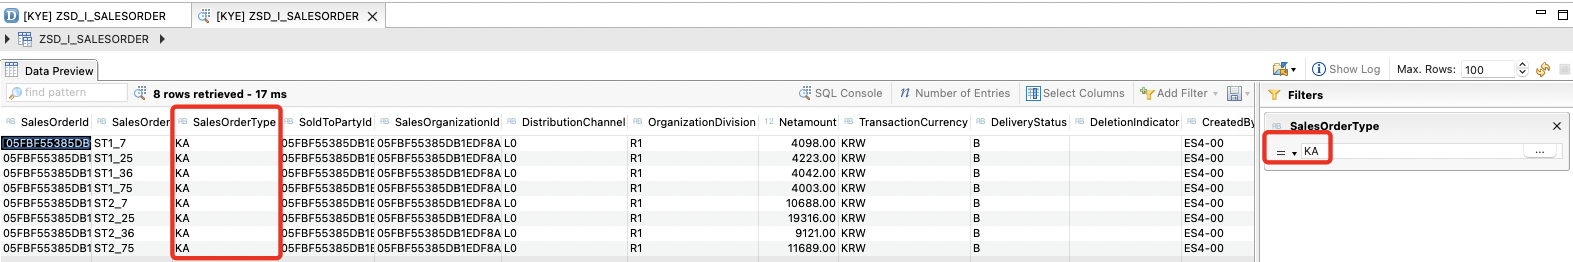 [KYE] ZSD_I_SALESORDER [KYE] ZSD_I_SALESORDER
ZSD_I_SALESORDER
Data Preview Show Log Max. Rows: 100
find pattern 8 rows retrieved - 17 ms SQL Console Number of Entries Select Columns Add Filter Filters
SalesOrderId SalesOrder SalesOrderType SoldToPartyId SalesOrganizationId DistributionChannel OrganizationDivision 12 Netamount TransactionCurrency DeliveryStatus DeletionIndicator CreatedBy SalesOrderType
05FBF55385DB ST1_7 KA 05FBF55385DB1E 05FBF55385DB1EDF8A L0 R1 4098.00 KRW B ES4-00 = KA ...
05FBF55385DB1 ST1_25 KA 05FBF55385DB1E 05FBF55385DB1EDF8A L0 R1 4223.00 KRW B ES4-00
05FBF55385DB1 ST1_36 KA 05FBF55385DB1E 05FBF55385DB1EDF8A L0 R1 4042.00 KRW B ES4-00
05FBF55385DB1 ST1_75 KA 05FBF55385DB1E 05FBF55385DB1EDF8A L0 R1 4003.00 KRW B ES4-00
05FBF55385DB1 ST2_7 KA 05FBF55385DB1E 05FBF55385DB1EDF8A L0 R1 10688.00 KRW B ES4-00
05FBF55385DB1 ST2_25 KA 05FBF55385DB1E 05FBF55385DB1EDF8A L0 R1 19316.00 KRW B ES4-00
05FBF55385DB1 ST2_36 KA 05FBF55385DB1E 05FBF55385DB1EDF8A L0 R1 9121.00 KRW B ES4-00
05FBF55385DB1 ST2_75 KA 05FBF55385DB1E 05FBF55385DB1EDF8A L0 R1 11689.00 KRW B ES4-00